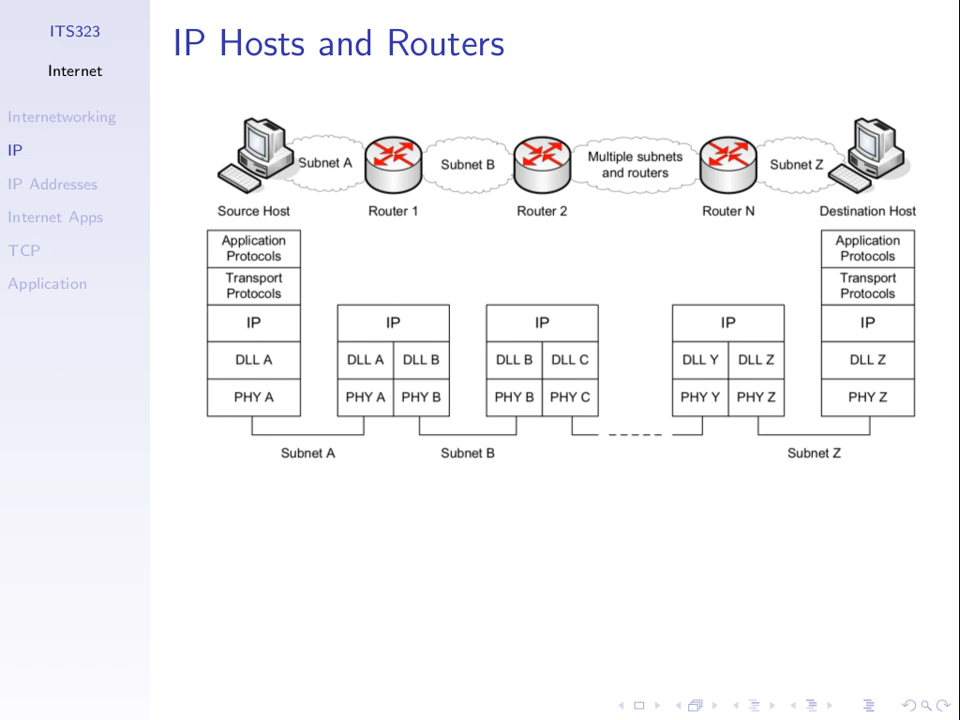 ITS323
Internet
Internetworking
IP
IP Addresses
Internet Apps
TCP
Application
IP Hosts and Routers
Subnet A
Subnet B
Multiple subnets
and routers
Subnet Z
Source Host
Router 1
Router 2
Router N
Destination Host
Application
Protocols
Transport
Protocols
IP
DLL A
PHY A
IP
DLL A DLL B
PHY A PHY B
IP
DLL B DLL C
PHY B PHY C
IP
DLL Y DLL Z
PHY Y PHY Z
Application
Protocols
Transport
Protocols
IP
DLL Z
PHY Z
Subnet A
Subnet B
Subnet Z